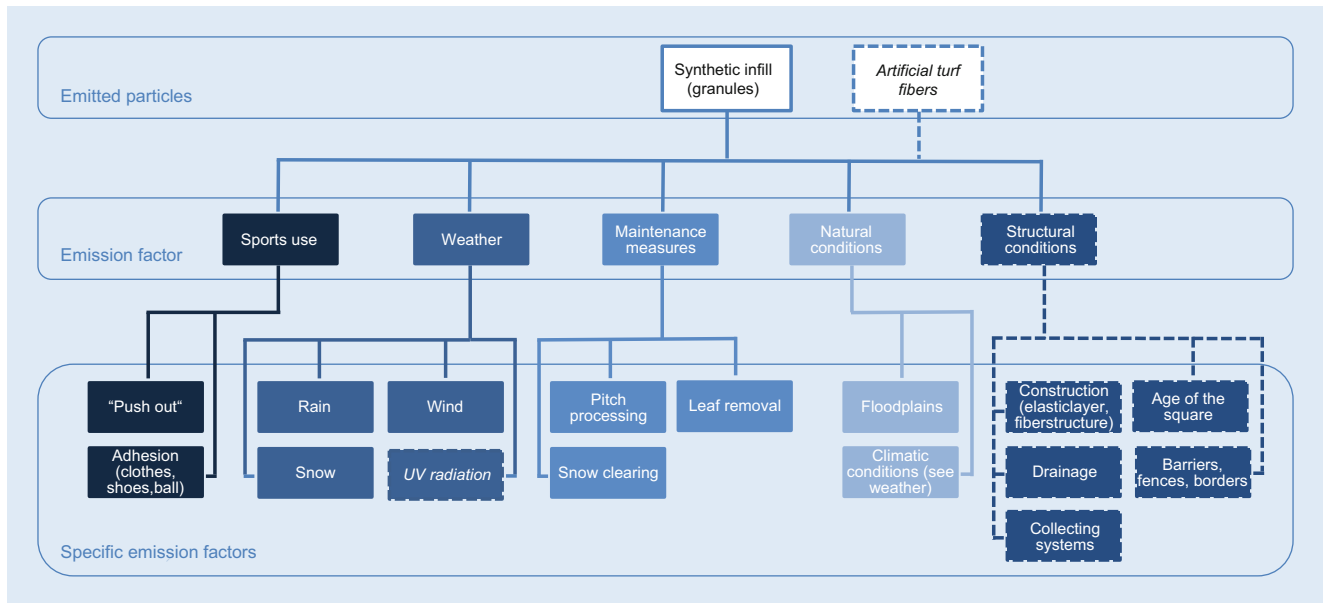 Synthetic infill
(granules)
Artificial turf
fibers
Emitted particles
Sports use
Weather
Maintenance
measures
Natural
conditions
Structural
conditions
Emission factor
“Push out“
Rain
Wind
Pitch
processing
Leaf removal
Floodplains
Construction
(elasticlayer,
fiberstructure)
Age of the
square
Adhesion
(clothes,
shoes,ball)
Snow
UV radiation
Snow clearing
Climatic
conditions (see
weather)
Drainage
Barriers,
fences, borders
Collecting
systems
Specific emission factors